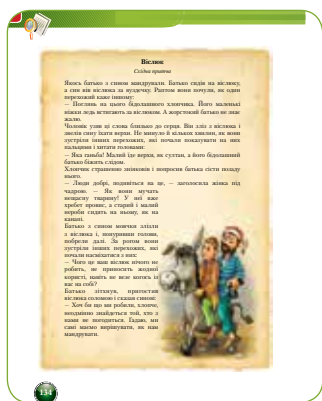 Віслюк
Східна притча
Якось батько з сином мандрували. Батько сидів на віслюку,
а син вів віслюка за вуздечку. Раптом вони почули, як один
перехожий каже іншому:
— Поглянь на цього бідолашного хлопчика. Його маленькі
ніжки ледь встигають за віслюком. А жорстокий батько не знає
жалю.
Чоловік узяв ці слова близько до серця. Він зліз з віслюка і
звелів сину їхати верхи. Не минуло й кількох хвилин, як вони
зустріли інших перехожих, які почали показувати на них
пальцями і хитати головами:
— Яка ганьба! Малий їде верхи, як султан, а його бідолашний
батько біжить слідом.
Хлопчик страшенно знічевів і попросив батька сісти позаду
нього.
— Люди добрі, подивіться на це, — заголосила жінка під
чадрою. — Як вони мучать
нещасну тварину! У неї вже
хребет провис, а старий і малий
нероби сидять на ньому, як на
канапі.
Батько з сином мовчки злізли
з віслюка і, понуривши голови,
побрели далі. За рогом вони
зустріли інших перехожих, які
почали насміхатися з них:
— Чого це ваш віслюк нічого не
робить, не приносить жодної
користі, навіть не везе когось із
вас на собі?
Батько зітхнув, пригостив
віслюка соломою і сказав синові:
— Хоч би що ми робили, хлопче,
неодмінно знайдеться той, хто з
нами не погодиться. Гадаю, ми
самі маємо вирішувати, як нам
мандрувати.
134